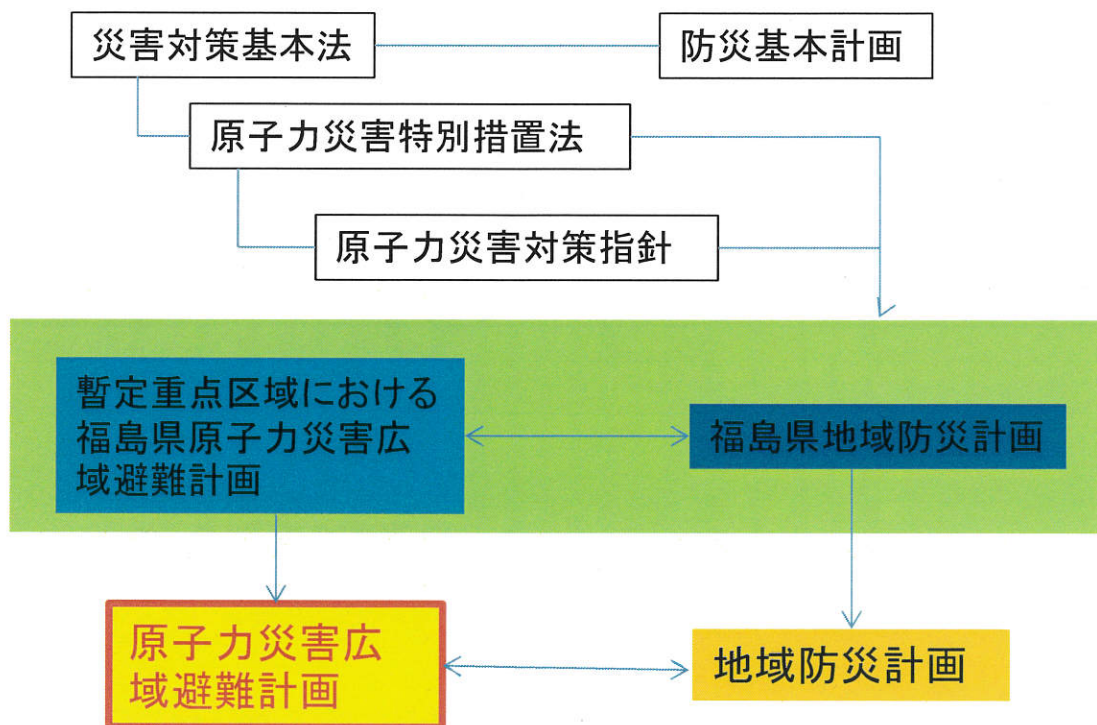 災害対策基本法
防災基本計画
原子力災害特別措置法
原子力災害対策指針
暫定重点区域における
福島県原子力災害広
域避難計画
福島県地域防災計画
原子力災害広
域避難計画
地域防災計画